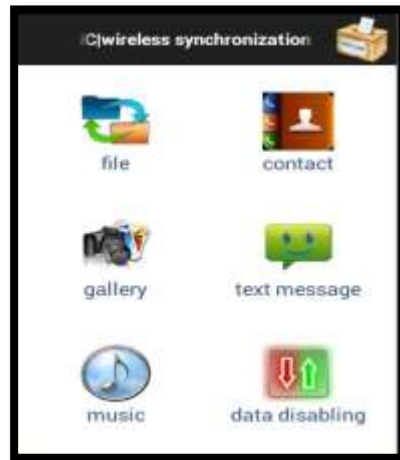 C|wireless synchronization
file contact
gallery text message
music data disabling